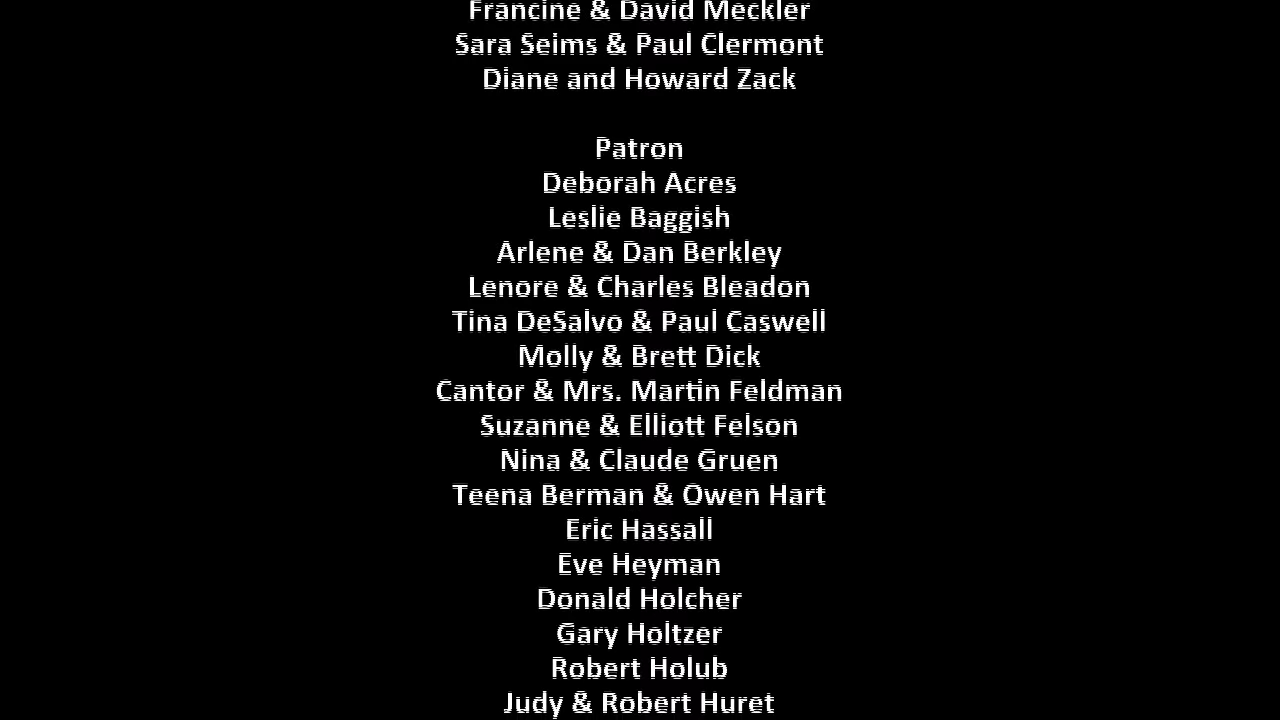 Francine & David Meckler
Sara Seims & Paul Clermont
Diane and Howard Zack
Patron
Deborah Acres
Leslie Baggish
Arlene & Dan Berkley
Lenore & Charles Bleadon
Tina DeSalvo & Paul Caswell
Molly & Brett Dick
Cantor & Mrs. Martin Feldman
Suzanne & Elliott Felson
Nina & Claude Gruen
Teena Berman & Owen Hart
Eric Hassall
Eve Heyman
Donald Holcher
Gary Holtzer
Robert Holub
Judy & Robert Huret